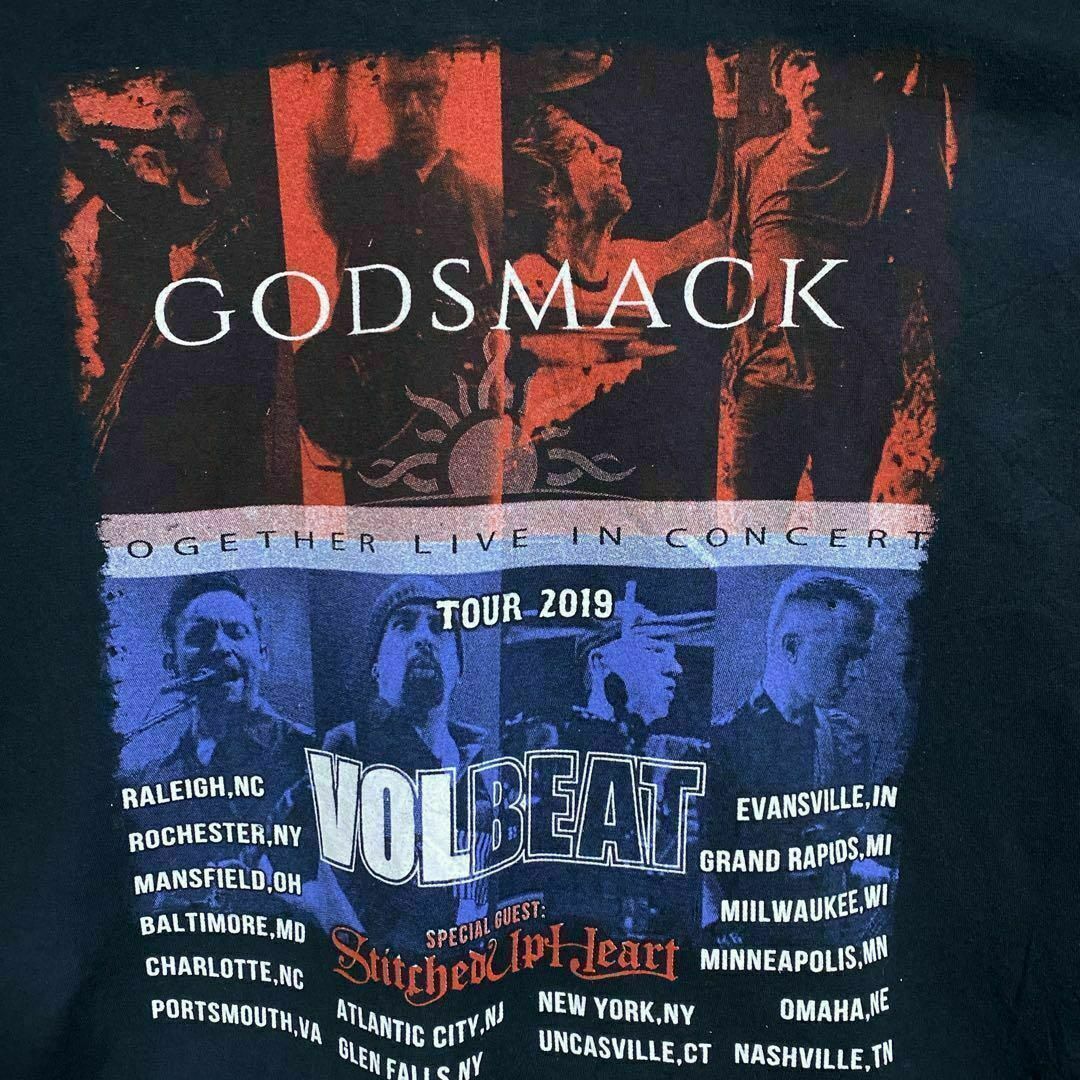 GODSMACK
TOGETHER LIVE IN CONCERT
TOUR 2019
VOLBEAT
SPECIAL GUEST:
Stitched Up Heart
RALEIGH,NC
ROCHESTER,NY
MANSFIELD,OH
BALTIMORE,MD
CHARLOTTE,NC
PORTSMOUTH,VA
ATLANTIC CITY,NJ
GLEN FALLS,NY
NEW YORK,NY
UNCASVILLE,CT
EVANSVILLE,IN
GRAND RAPIDS,MI
MIILWAUKEE,WI
MINNEAPOLIS,MN
OMAHA,NE
NASHVILLE,TN